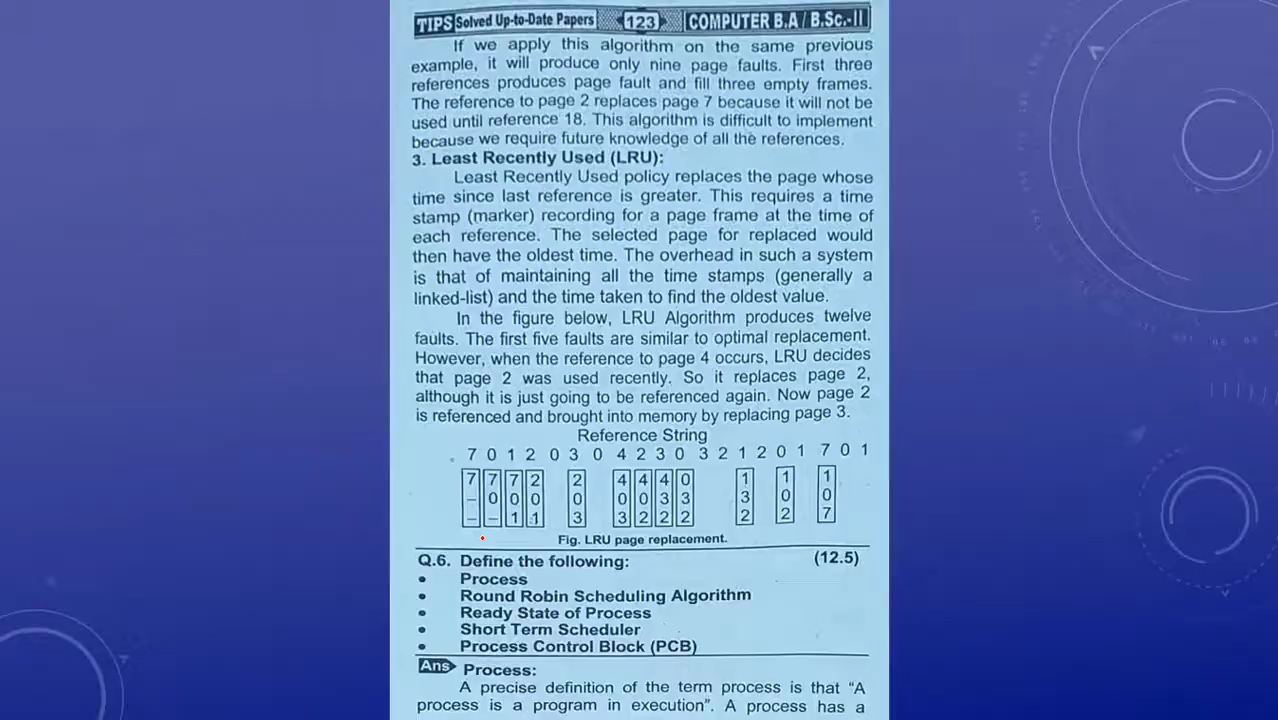 TIPS Solved Up-to-Date Papers 123 COMPUTER B.A / B.Sc.-II
If we apply this algorithm on the same previous
example, it will produce only nine page faults. First three
references produces page fault and fill three empty frames.
The reference to page 2 replaces page 7 because it will not be
used until reference 18. This algorithm is difficult to implement
because we require future knowledge of all the references.
3. Least Recently Used (LRU):
Least Recently Used policy replaces the page whose
time since last reference is greater. This requires a time
stamp (marker) recording for a page frame at the time of
each reference. The selected page for replaced would
then have the oldest time. The overhead in such a system
is that of maintaining all the time stamps (generally a
linked-list) and the time taken to find the oldest value.
In the figure below, LRU Algorithm produces twelve
faults. The first five faults are similar to optimal replacement.
However, when the reference to page 4 occurs, LRU decides
that page 2 was used recently. So it replaces page 2,
although it is just going to be referenced again. Now page 2
is referenced and brought into memory by replacing page 3.
Reference String
7 0 1 2 0 3 0 4 2 3 0 3 2 1 2 0 1 7 0 1
7 7 7 2 2 4 4 4 0 1 1 1
– 0 0 0 0 0 0 3 3 3 0 0
– – 1 1 3 3 2 2 2 2 2 7
Fig. LRU page replacement.
Q.6. Define the following: (12.5)
• Process
• Round Robin Scheduling Algorithm
• Ready State of Process
• Short Term Scheduler
• Process Control Block (PCB)
Ans Process:
A precise definition of the term process is that “A
process is a program in execution”. A process has a